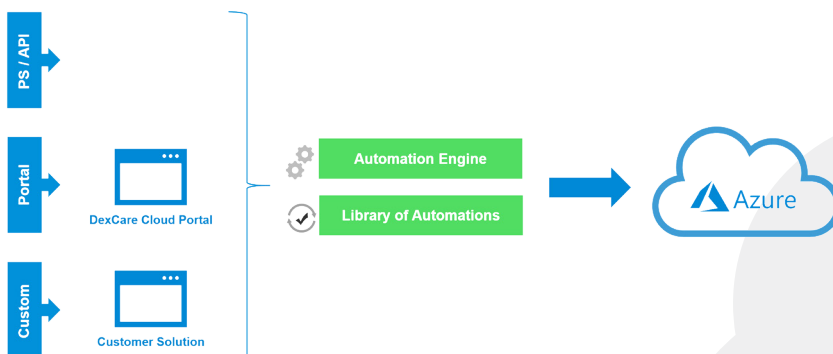 PS / API
Portal
DexCare Cloud Portal
Custom
Customer Solution
Automation Engine
Library of Automations
Azure